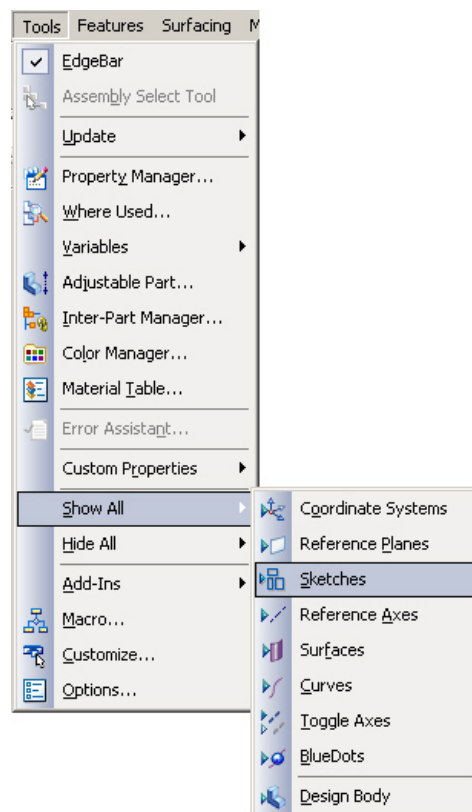 Tools Features Surfacing M
EdgeBar
Assembly Select Tool
Update
Property Manager...
Where Used...
Variables
Adjustable Part...
Inter-Part Manager...
Color Manager...
Material Table...
Error Assistant...
Custom Properties
Show All
Hide All
Add-Ins
Macro...
Customize...
Options...
Coordinate Systems
Reference Planes
Sketches
Reference Axes
Surfaces
Curves
Toggle Axes
BlueDots
Design Body